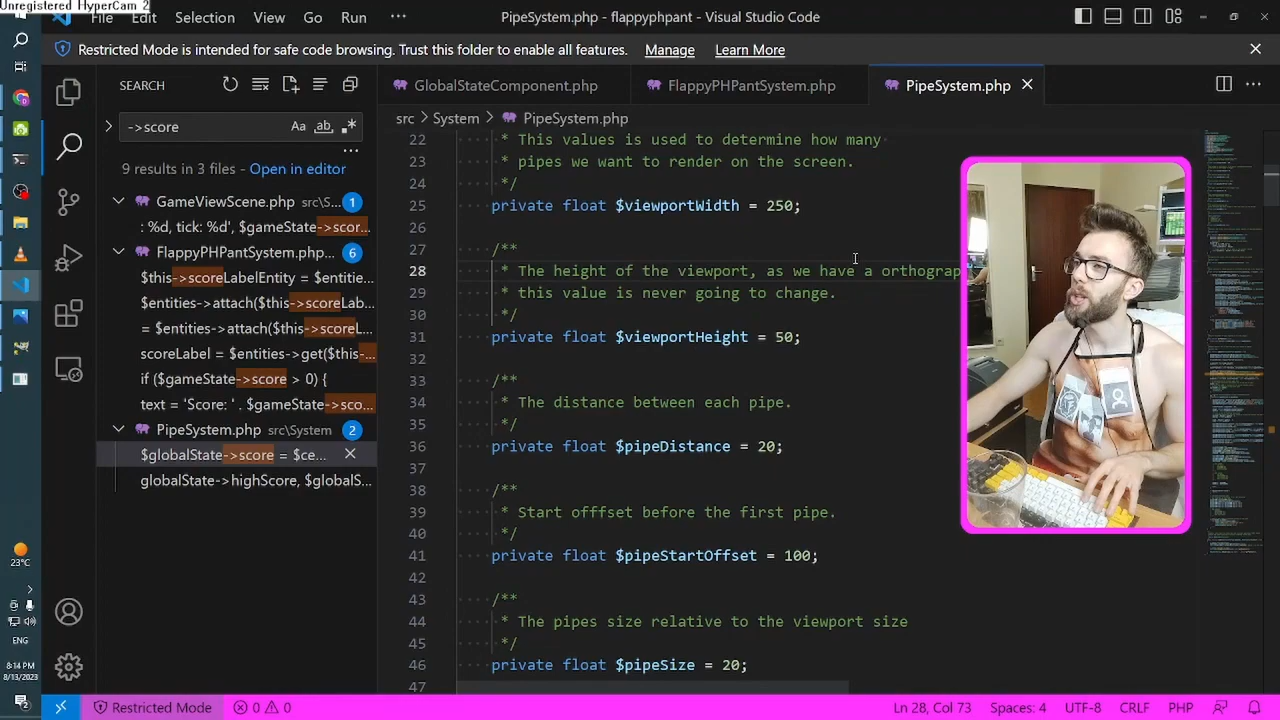 Unregistered HyperCam 2
File Edit Selection View Go Run ···
PipeSystem.php - flappyphpant - Visual Studio Code
Restricted Mode is intended for safe code browsing. Trust this folder to enable all features. Manage Learn More
SEARCH
->score
Aa ab .*
9 results in 3 files - Open in editor
GameViewScene.php src\... 1
: %d, tick: %d', $gameState->scor...
FlappyPHPantSystem.php... 6
$this->scoreLabelEntity = $entitie...
$entities->attach($this->scoreLab...
= $entities->attach($this->scoreL...
scoreLabel = $entities->get($this-...
if ($gameState->score > 0) {
text = 'Score: ', $gameState->sco...
PipeSystem.php src\System 2
$globalState->score = $ce...
globalState->highScore, $globalS...
GlobalStateComponent.php
FlappyPHPantSystem.php
PipeSystem.php
src > System > PipeSystem.php
22 * This values is used to determine how many
23 * pipes we want to render on the screen.
24 */
25 private float $viewportWidth = 250;
26
27 /**
28 * The height of the viewport, as we have a orthograp
29 value is never going to change.
30 */
31 private float $viewportHeight = 50;
32
33 /**
34 distance between each pipe
35
36 private float $pipeDistance = 20;
37
38 /**
39 offfset before the first pipe.
40 */
41 private float $pipeStartOffset = 100;
42
43 /**
44 * The pipes size relative to the viewport size
45 */
46 private float $pipeSize = 20;
47
23°C
ENG
8:14 PM
8/13/2023
Restricted Mode 0 0 Ln 28, Col 73 Spaces: 4 UTF-8 CRLF PHP